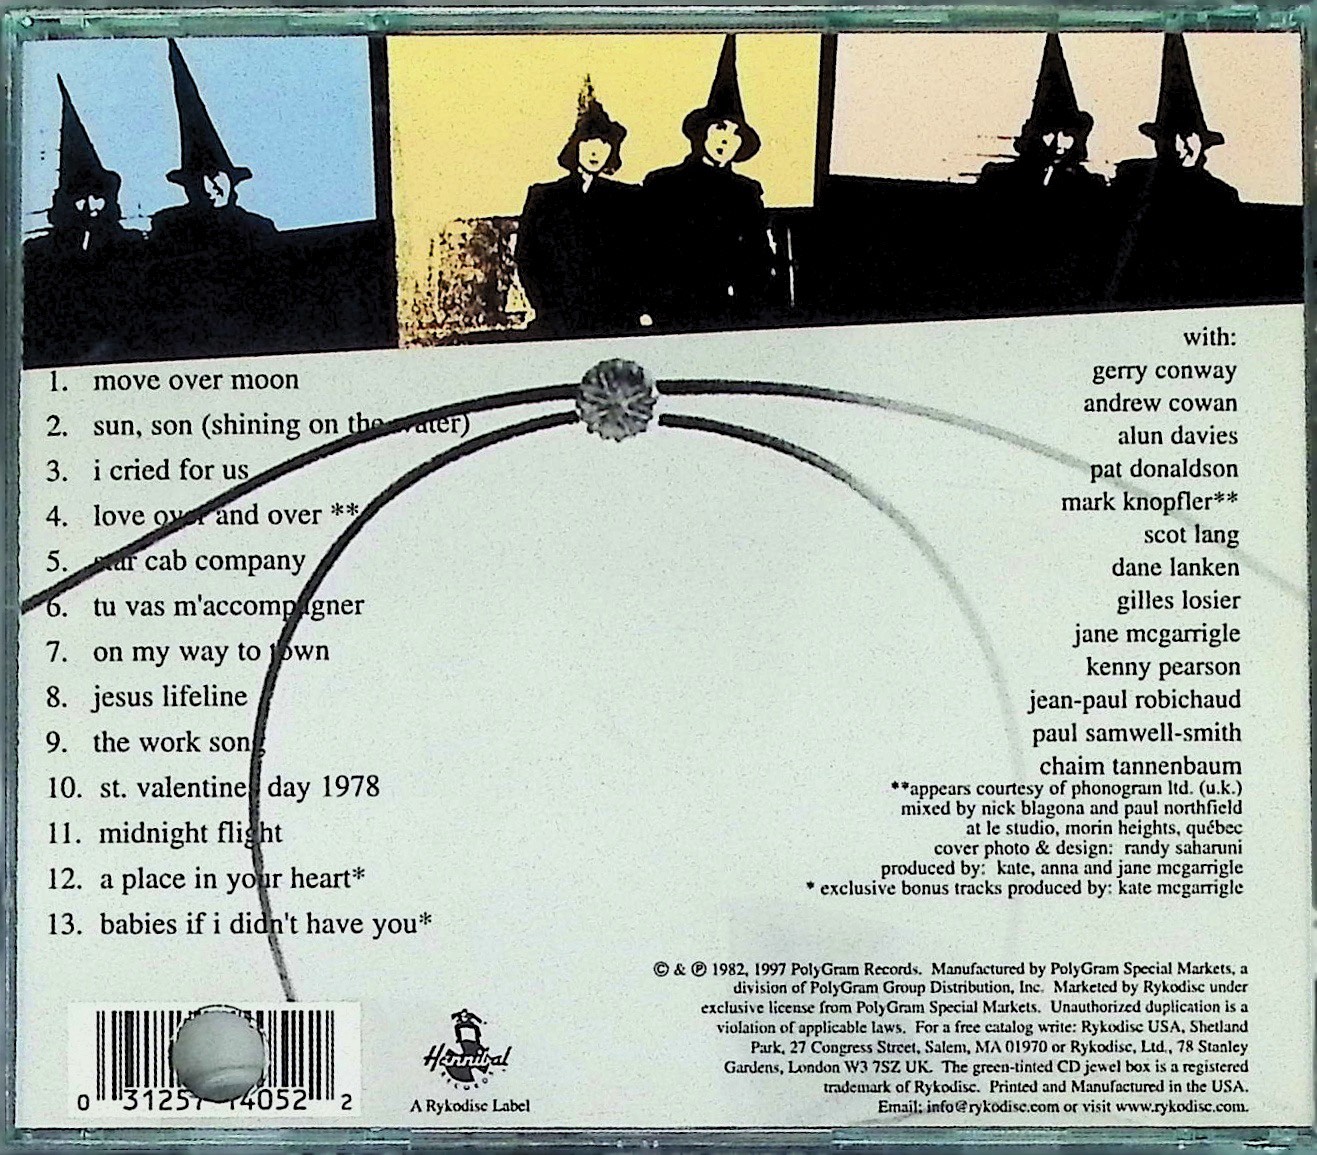 1. move over moon
2. sun, son (shining on the water)
3. i cried for us
4. love over and over **
5. star cab company
6. tu vas m'accompagner
7. on my way to town
8. jesus lifeline
9. the work song
10. st. valentines day 1978
11. midnight flight
12. a place in your heart*
13. babies if i didn't have you*
with:
gerry conway
andrew cowan
alun davies
pat donaldson
mark knopfler**
scot lang
dane lanken
gilles losier
jane mcgarrigle
kenny pearson
jean-paul robichaud
paul samwell-smith
chaim tannenbaum
**appears courtesy of phonogram ltd. (u.k.)
mixed by nick blagona and paul northfield
at le studio, morin heights, québec
cover photo & design: randy saharuni
produced by: kate, anna and jane mcgarrigle
* exclusive bonus tracks produced by: kate mcgarrigle
© & ℗ 1982, 1997 PolyGram Records. Manufactured by PolyGram Special Markets, a
division of PolyGram Group Distribution, Inc. Marketed by Rykodisc under
exclusive license from PolyGram Special Markets. Unauthorized duplication is a
violation of applicable laws. For a free catalog write: Rykodisc USA, Shetland
Park, 27 Congress Street, Salem, MA 01970 or Rykodisc, Ltd., 78 Stanley
Gardens, London W3 7SZ UK. The green-tinted CD jewel box is a registered
trademark of Rykodisc. Printed and Manufactured in the USA.
Email: info@rykodisc.com or visit www.rykodisc.com.
0 31257 14052 2
Hannibal
RECORDS
A Rykodisc Label